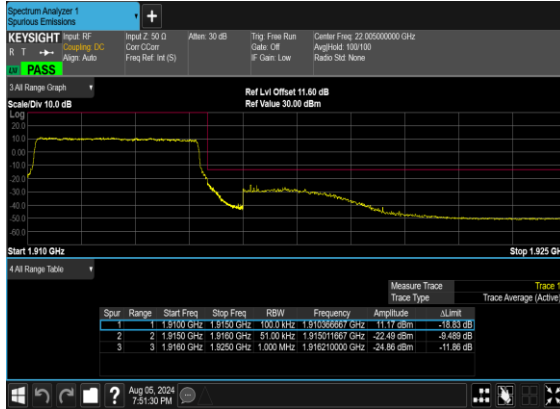 Spectrum Analyzer 1
Spurious Emissions
+
KEYSIGHT
R T
Input: RF
Coupling: DC
Align: Auto
Input Z: 50 Ω
Corr CCorr
Freq Ref: Int (S)
Atten: 30 dB
Trig: Free Run
Gate: Off
IF Gain: Low
Center Freq: 22.005000000 GHz
Avg|Hold: 100/100
Radio Std: None
PASS
3 All Range Graph
Scale/Div 10.0 dB
Ref Lvl Offset 11.60 dB
Ref Value 30.00 dBm
Log
20.0
10.0
0.00
-10.0
-20.0
-30.0
-40.0
-50.0
-60.0
Start 1.910 GHz
Stop 1.925 GH
4 All Range Table
Measure Trace Trace 1
Trace Type Trace Average (Active)
Spur Range Start Freq Stop Freq RBW Frequency Amplitude ΔLimit
1 1 1.9100 GHz 1.9150 GHz 100.0 kHz 1.910366667 GHz 11.17 dBm -18.83 dB
2 2 1.9150 GHz 1.9160 GHz 51.00 kHz 1.915011667 GHz -22.49 dBm -9.489 dB
3 3 1.9160 GHz 1.9250 GHz 1.000 MHz 1.916210000 GHz -24.86 dBm -11.86 dB
?
Aug 05, 2024
7:51:30 PM